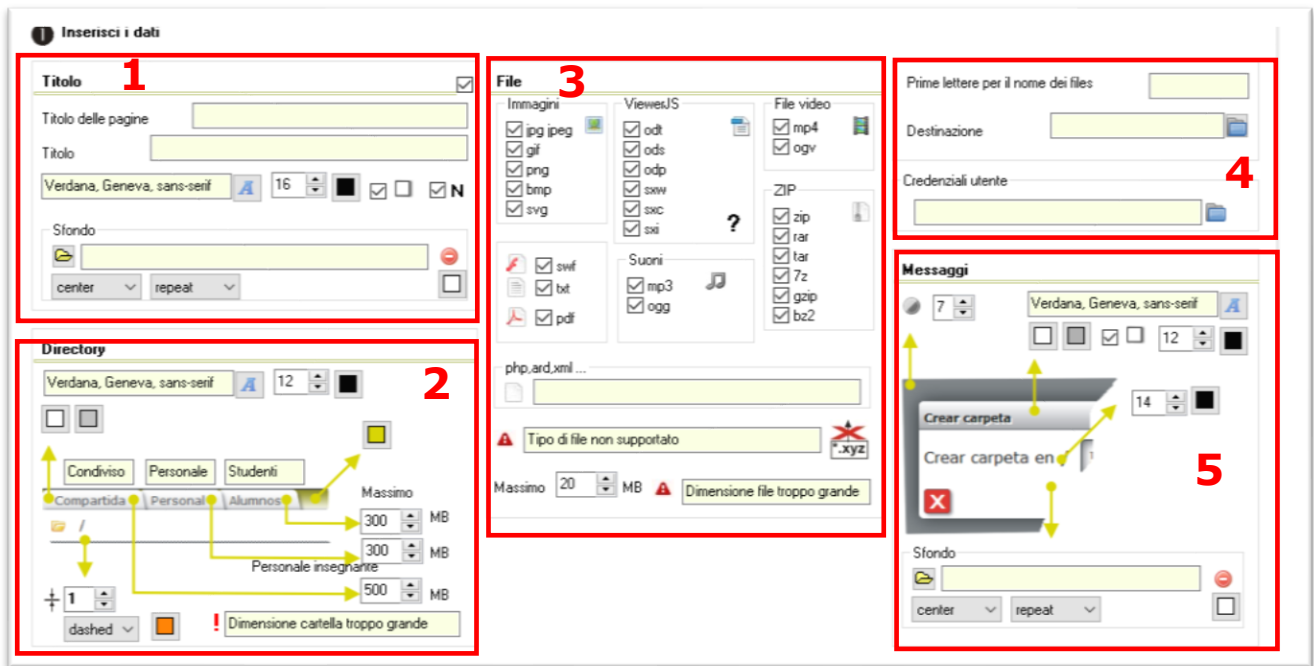 1 Inserisci i dati
1
Titolo
Titolo delle pagine
Titolo
Verdana, Geneva, sans-serif A 16 N
Sfondo
center repeat
2
Directory
Verdana, Geneva, sans-serif A 12
Condiviso Personale Studenti
Compartida Personal Alumnos
Massimo
/
300 MB
300 MB
Personale insegnante
500 MB
1
dashed ! Dimensione cartella troppo grande
3
File
Immagini
jpg jpeg
gif
png
bmp
svg
ViewerJS
odt
ods
odp
sxw
sxc
sxi
?
File video
mp4
ogv
swf
txt
pdf
Suoni
mp3
ogg
ZIP
zip
rar
tar
7z
gzip
bz2
php,ard,xml ...
Tipo di file non supportato *.xyz
Massimo 20 MB Dimensione file troppo grande
4
Prime lettere per il nome dei files
Destinazione
Credenziali utente
5
Messaggi
7 Verdana, Geneva, sans-serif A
12
14
Crear carpeta
Crear carpeta en /
X
Sfondo
center repeat